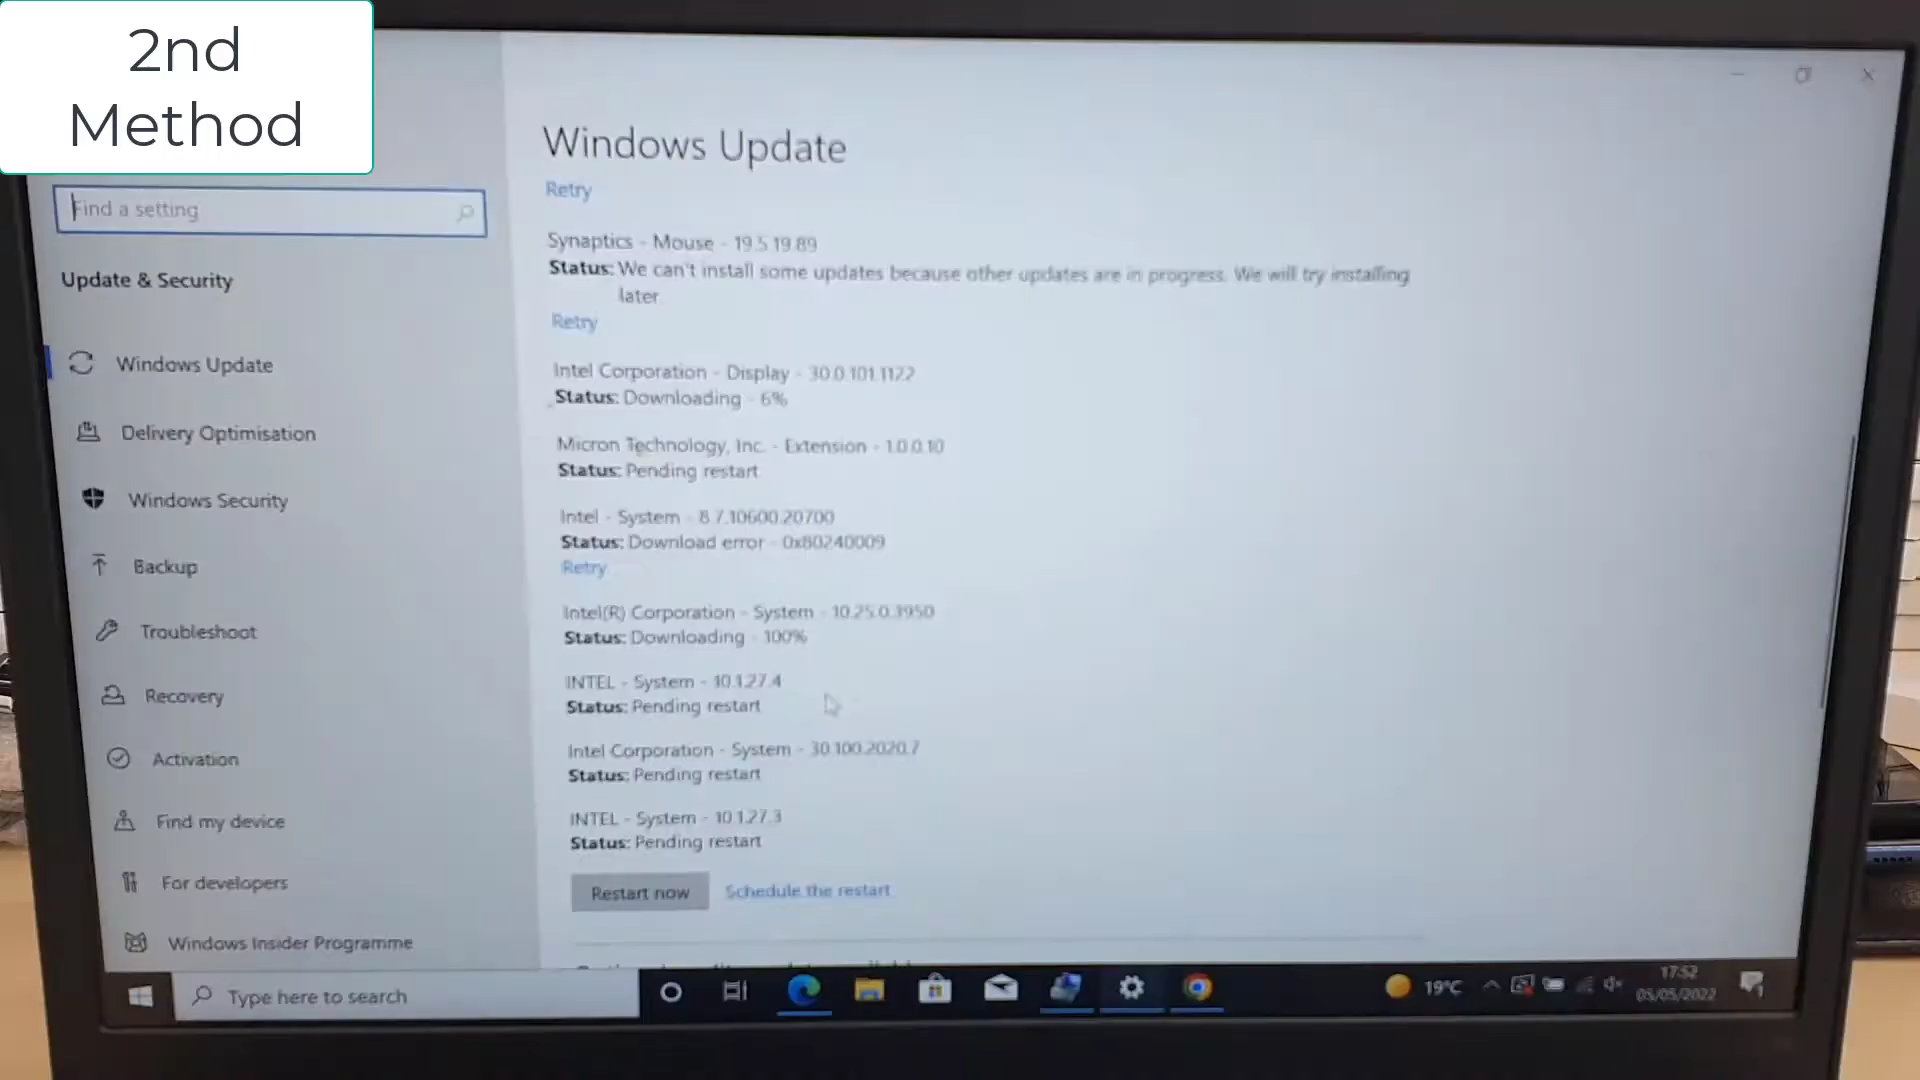 2nd
Method
Windows Update
Retry
Find a setting
Synaptics - Mouse - 19.5.19.89
Status: We can't install some updates because other updates are in progress. We will try installing
later.
Retry
Update & Security
Windows Update
Intel Corporation - Display - 30.0.101.1122
Status: Downloading - 6%
Delivery Optimisation
Micron Technology, Inc. - Extension - 1.0.0.10
Status: Pending restart
Windows Security
Intel - System - 8.7.10600.20700
Status: Download error - 0x80240009
Retry
Backup
Intel(R) Corporation - System - 10.25.0.3950
Status: Downloading - 100%
Troubleshoot
INTEL - System - 10.1.27.4
Status: Pending restart
Recovery
Intel Corporation - System - 30.100.2020.7
Status: Pending restart
Activation
INTEL - System - 10.1.27.3
Status: Pending restart
Find my device
Restart now
Schedule the restart
For developers
Windows Insider Programme
Type here to search
19°C
17:52
05/05/2022